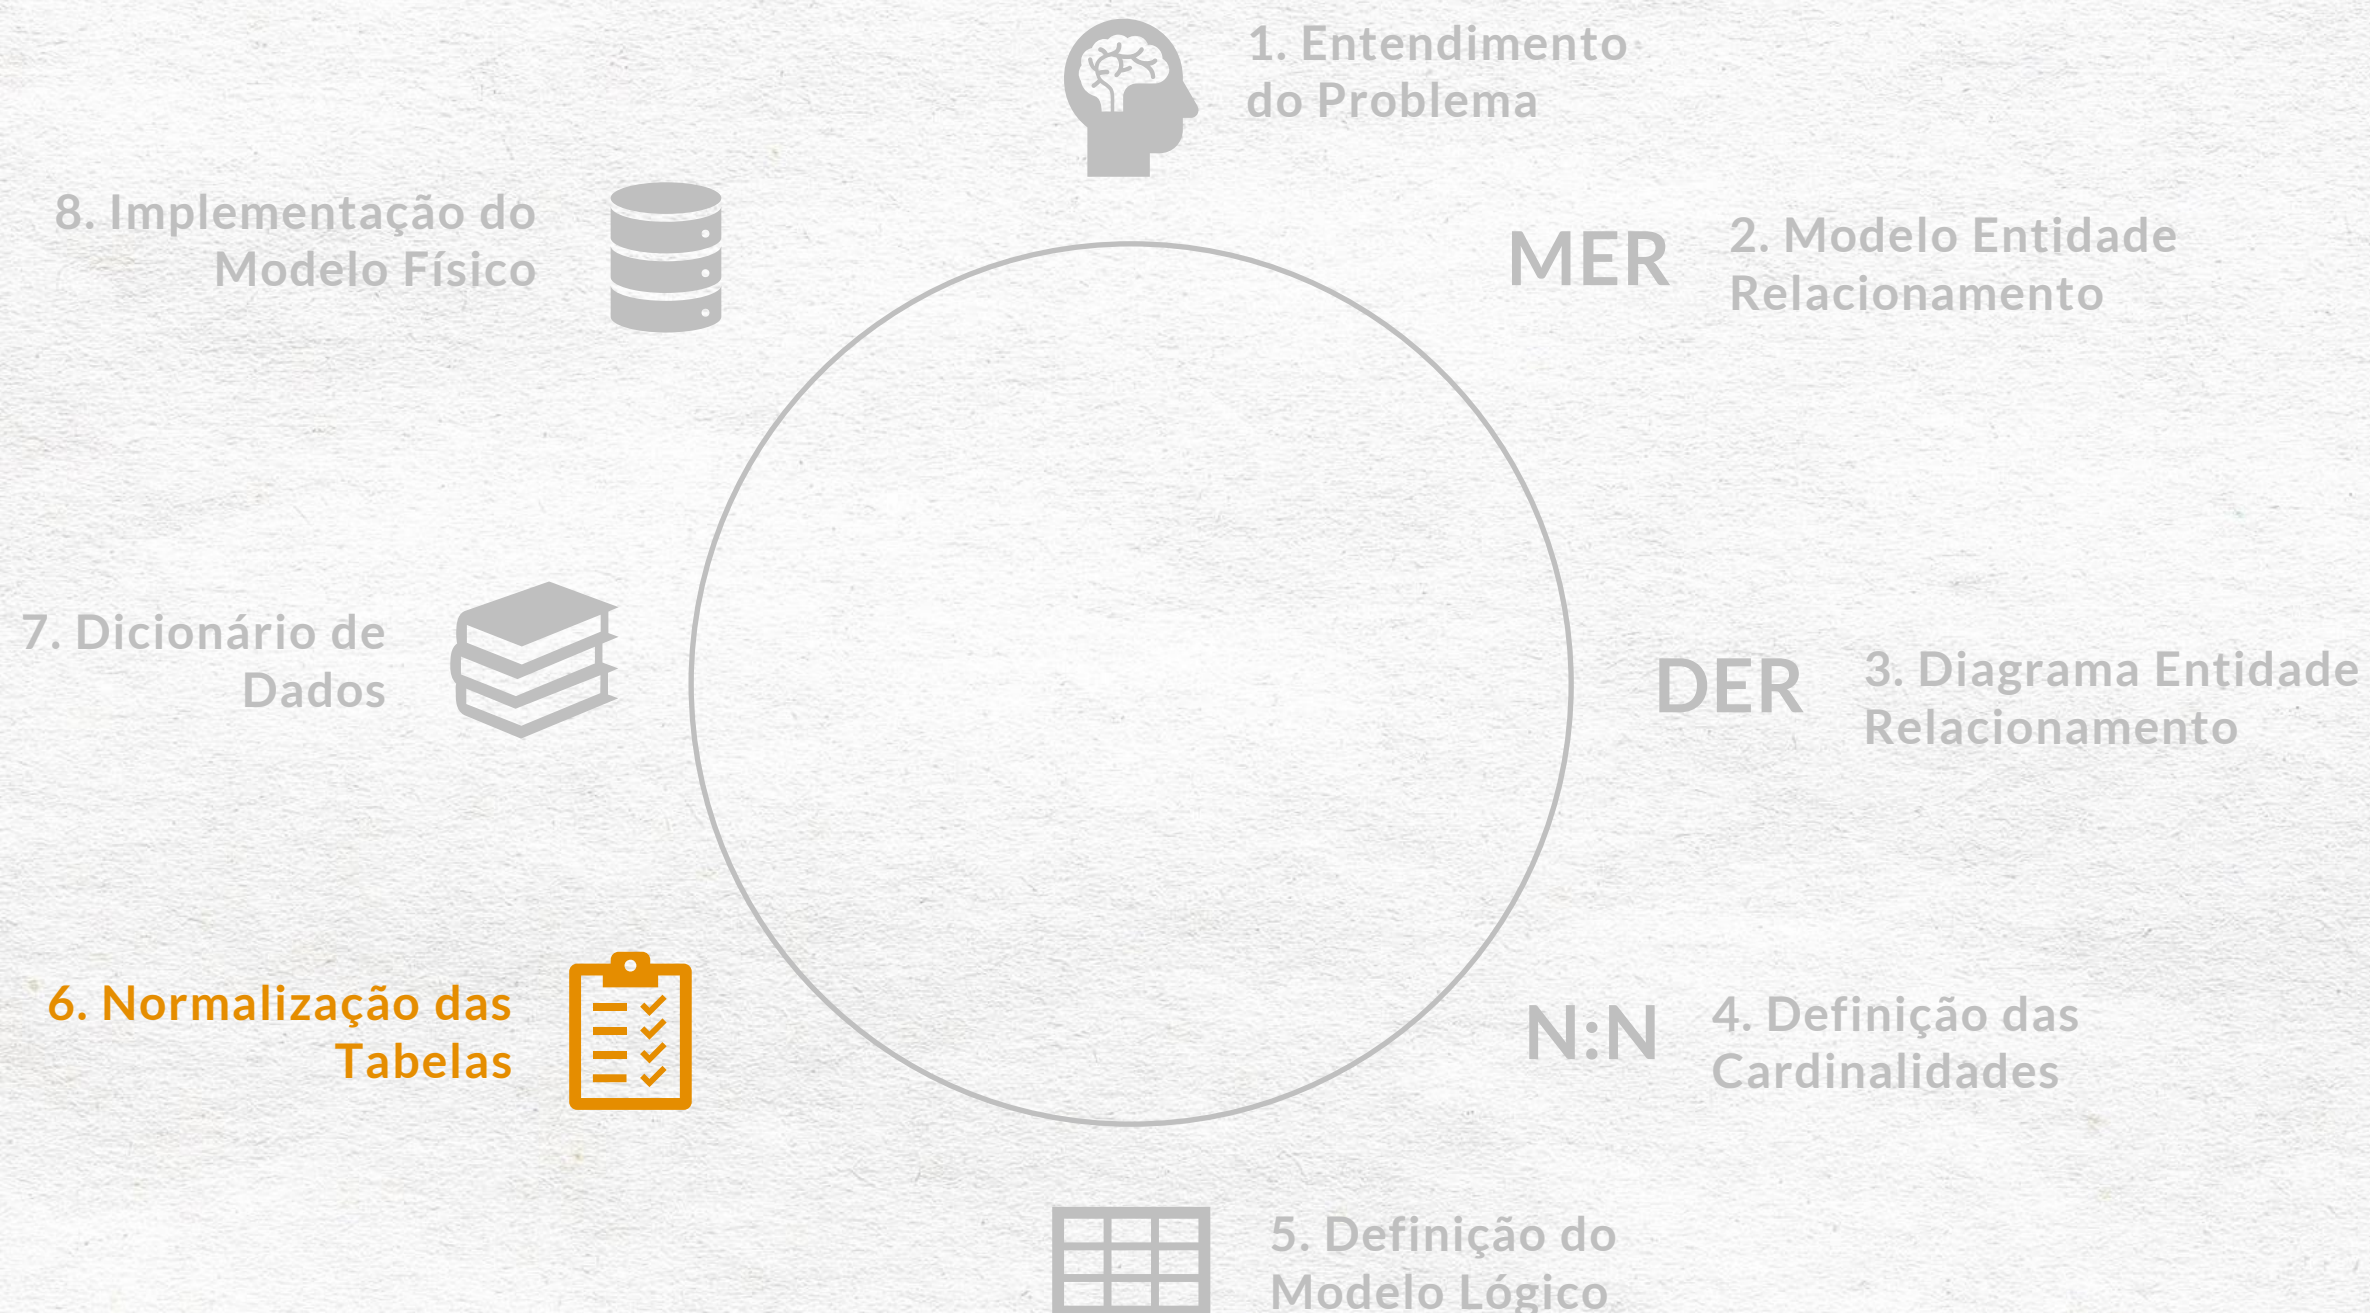 1. Entendimento
do Problema
MER
2. Modelo Entidade
Relacionamento
DER
3. Diagrama Entidade
Relacionamento
N:N
4. Definição das
Cardinalidades
5. Definição do
Modelo Lógico
6. Normalização das
Tabelas
7. Dicionário de
Dados
8. Implementação do
Modelo Físico